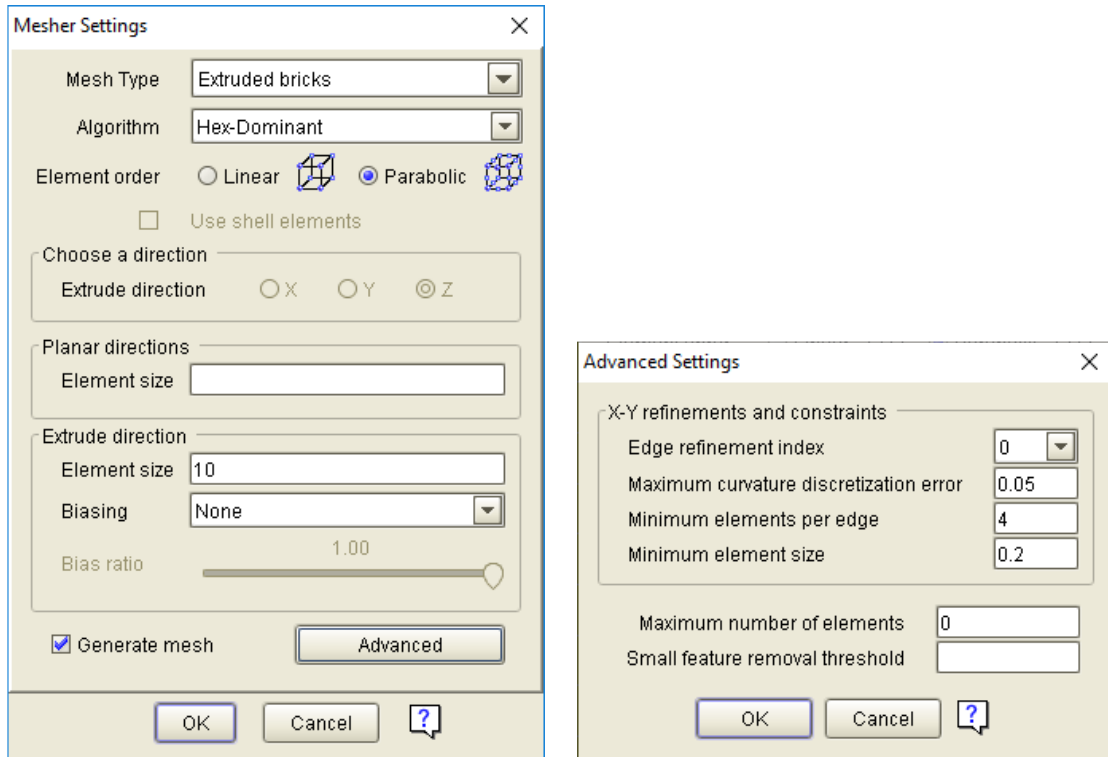 Mesher Settings
Mesh Type Extruded bricks
Algorithm Hex-Dominant
Element order Linear Parabolic
Use shell elements
Choose a direction
Extrude direction X Y Z
Planar directions
Element size
Extrude direction
Element size 10
Biasing None
1.00
Bias ratio
Generate mesh Advanced
OK Cancel ?
Advanced Settings
X-Y refinements and constraints
Edge refinement index 0
Maximum curvature discretization error 0.05
Minimum elements per edge 4
Minimum element size 0.2
Maximum number of elements 0
Small feature removal threshold
OK Cancel ?